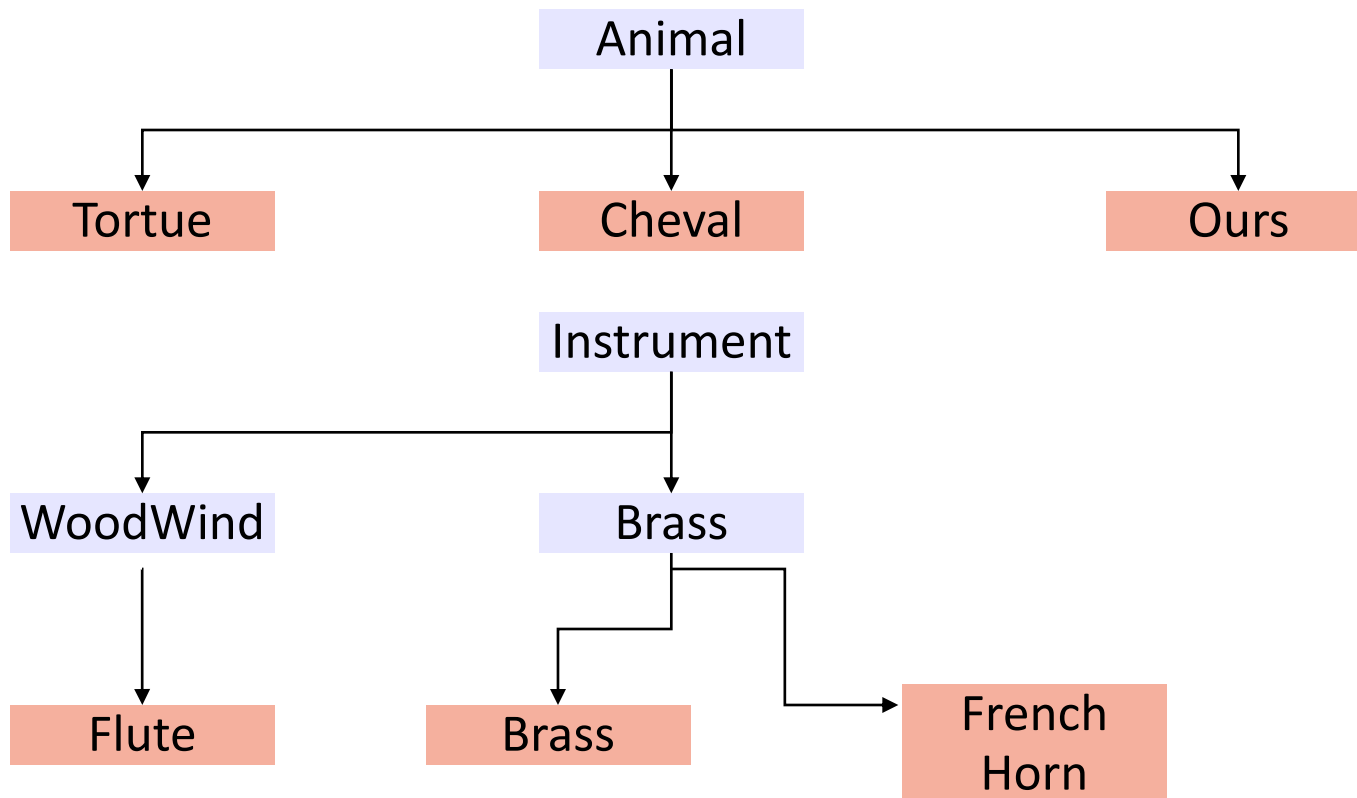 Animal
Tortue
Cheval
Ours
Instrument
WoodWind
Brass
Flute
Brass
French
Horn